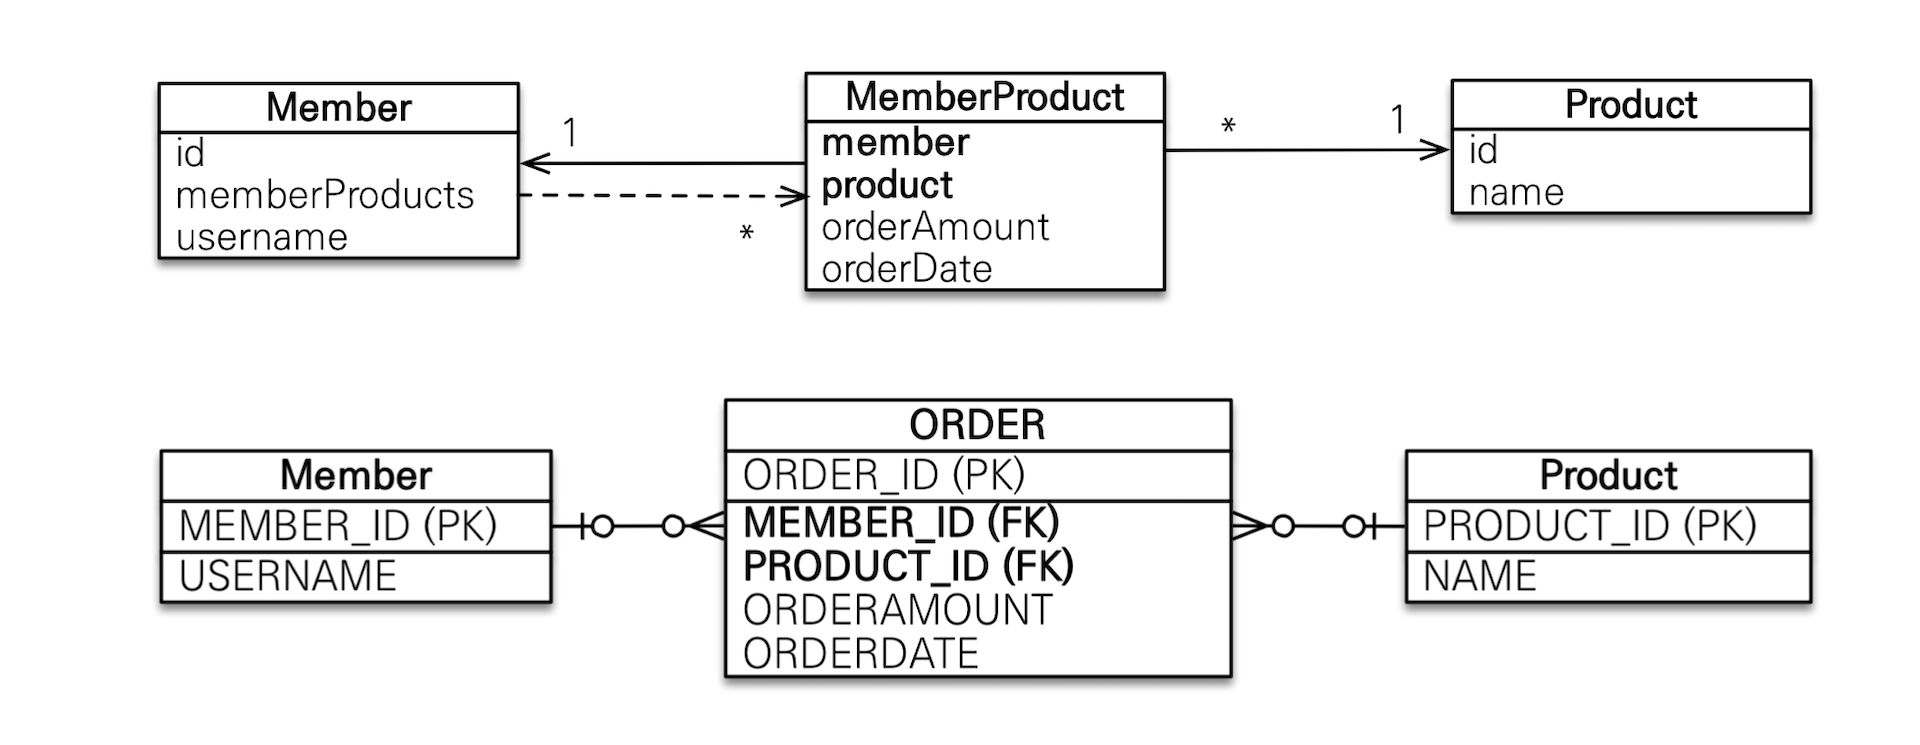 Member
id
memberProducts
username
1
*
MemberProduct
member
product
orderAmount
orderDate
*
1
Product
id
name
Member
MEMBER_ID (PK)
USERNAME
ORDER
ORDER_ID (PK)
MEMBER_ID (FK)
PRODUCT_ID (FK)
ORDERAMOUNT
ORDERDATE
Product
PRODUCT_ID (PK)
NAME